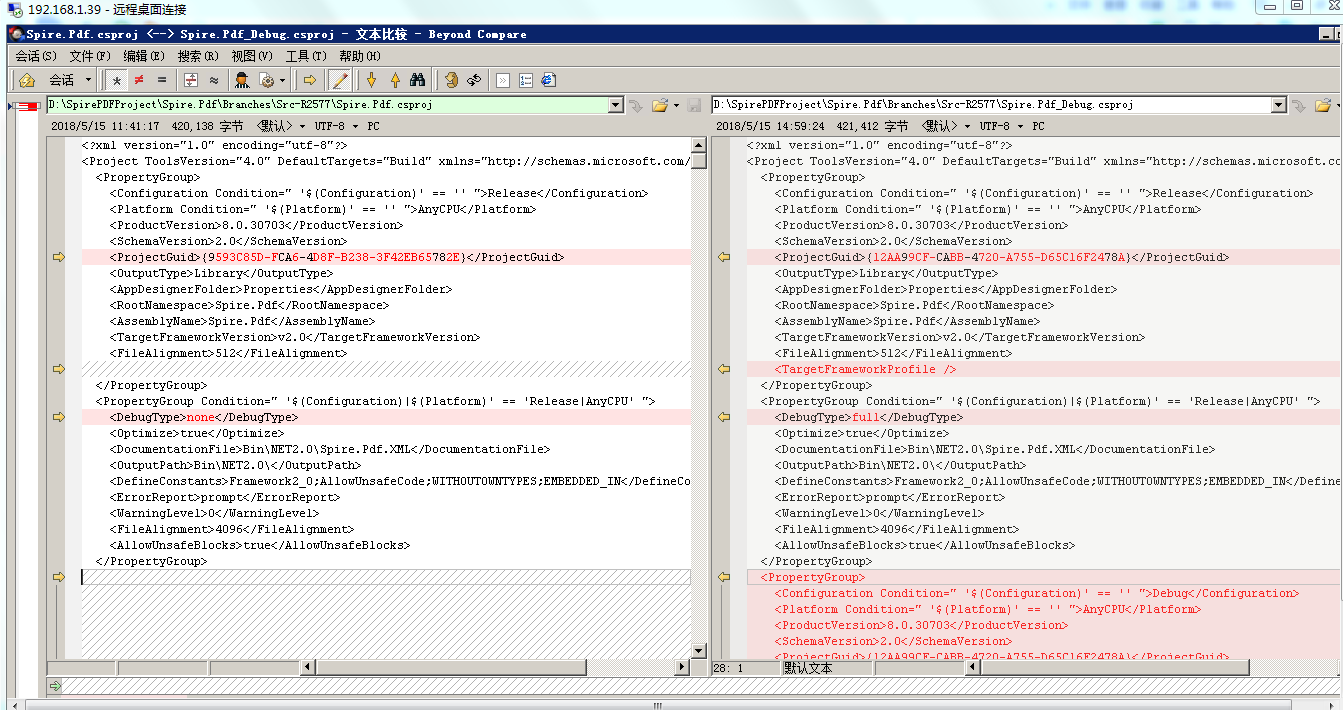 192.168.1.39 - 远程桌面连接
Spire.Pdf.csproj <--> Spire.Pdf_Debug.csproj - 文本比较 - Beyond Compare
会话(S) 文件(F) 编辑(E) 搜索(R) 视图(V) 工具(T) 帮助(H)
会话
D:\SpirePDFProject\Spire.Pdf\Branches\Src-R2577\Spire.Pdf.csproj
2018/5/15 11:41:17 420,138 字节 <默认> UTF-8 PC
<?xml version="1.0" encoding="utf-8"?>
<Project ToolsVersion="4.0" DefaultTargets="Build" xmlns="http://schemas.microsoft.com/
<PropertyGroup>
<Configuration Condition=" '$(Configuration)' == '' ">Release</Configuration>
<Platform Condition=" '$(Platform)' == '' ">AnyCPU</Platform>
<ProductVersion>8.0.30703</ProductVersion>
<SchemaVersion>2.0</SchemaVersion>
<ProjectGuid>{9593C85D-FCA6-4D8F-B238-3F42EB65782E}</ProjectGuid>
<OutputType>Library</OutputType>
<AppDesignerFolder>Properties</AppDesignerFolder>
<RootNamespace>Spire.Pdf</RootNamespace>
<AssemblyName>Spire.Pdf</AssemblyName>
<TargetFrameworkVersion>v2.0</TargetFrameworkVersion>
<FileAlignment>512</FileAlignment>
</PropertyGroup>
<PropertyGroup Condition=" '$(Configuration)|$(Platform)' == 'Release|AnyCPU' ">
<DebugType>none</DebugType>
<Optimize>true</Optimize>
<DocumentationFile>Bin\NET2.0\Spire.Pdf.XML</DocumentationFile>
<OutputPath>Bin\NET2.0\</OutputPath>
<DefineConstants>Framework2_0;AllowUnsafeCode;WITHOUTOWNTYPES;EMBEDDED_IN</DefineCo
<ErrorReport>prompt</ErrorReport>
<WarningLevel>0</WarningLevel>
<FileAlignment>4096</FileAlignment>
<AllowUnsafeBlocks>true</AllowUnsafeBlocks>
</PropertyGroup>
D:\SpirePDFProject\Spire.Pdf\Branches\Src-R2577\Spire.Pdf_Debug.csproj
2018/5/15 14:59:24 421,412 字节 <默认> UTF-8 PC
<?xml version="1.0" encoding="utf-8"?>
<Project ToolsVersion="4.0" DefaultTargets="Build" xmlns="http://schemas.microsoft.co
<PropertyGroup>
<Configuration Condition=" '$(Configuration)' == '' ">Release</Configuration>
<Platform Condition=" '$(Platform)' == '' ">AnyCPU</Platform>
<ProductVersion>8.0.30703</ProductVersion>
<SchemaVersion>2.0</SchemaVersion>
<ProjectGuid>{12AA99CF-CABB-4720-A755-D65C16F2478A}</ProjectGuid>
<OutputType>Library</OutputType>
<AppDesignerFolder>Properties</AppDesignerFolder>
<RootNamespace>Spire.Pdf</RootNamespace>
<AssemblyName>Spire.Pdf</AssemblyName>
<TargetFrameworkVersion>v2.0</TargetFrameworkVersion>
<FileAlignment>512</FileAlignment>
<TargetFrameworkProfile />
</PropertyGroup>
<PropertyGroup Condition=" '$(Configuration)|$(Platform)' == 'Release|AnyCPU' ">
<DebugType>full</DebugType>
<Optimize>true</Optimize>
<DocumentationFile>Bin\NET2.0\Spire.Pdf.XML</DocumentationFile>
<OutputPath>Bin\NET2.0\</OutputPath>
<DefineConstants>Framework2_0;AllowUnsafeCode;WITHOUTOWNTYPES;EMBEDDED_IN</Define
<ErrorReport>prompt</ErrorReport>
<WarningLevel>0</WarningLevel>
<FileAlignment>4096</FileAlignment>
<AllowUnsafeBlocks>true</AllowUnsafeBlocks>
</PropertyGroup>
<PropertyGroup>
<Configuration Condition=" '$(Configuration)' == '' ">Debug</Configuration>
<Platform Condition=" '$(Platform)' == '' ">AnyCPU</Platform>
<ProductVersion>8.0.30703</ProductVersion>
<SchemaVersion>2.0</SchemaVersion>
<ProjectGuid>{12AA99CF-CABB-4720-A755-D65C16F2478A}</ProjectGuid>
28: 1 默认文本